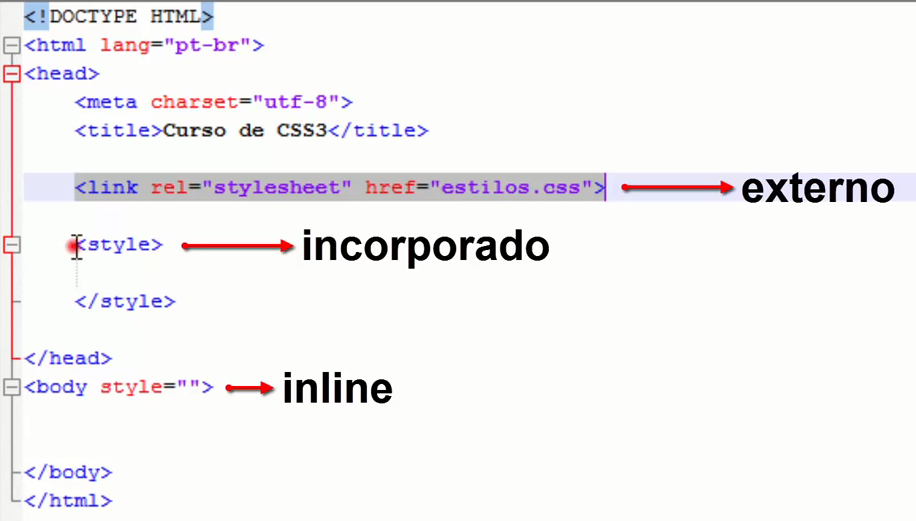 <!DOCTYPE HTML>
<html lang="pt-br">
<head>
<meta charset="utf-8">
<title>Curso de CSS3</title>
<link rel="stylesheet" href="estilos.css"> externo
<style> incorporado
</style>
</head>
<body style=""> inline
</body>
</html>